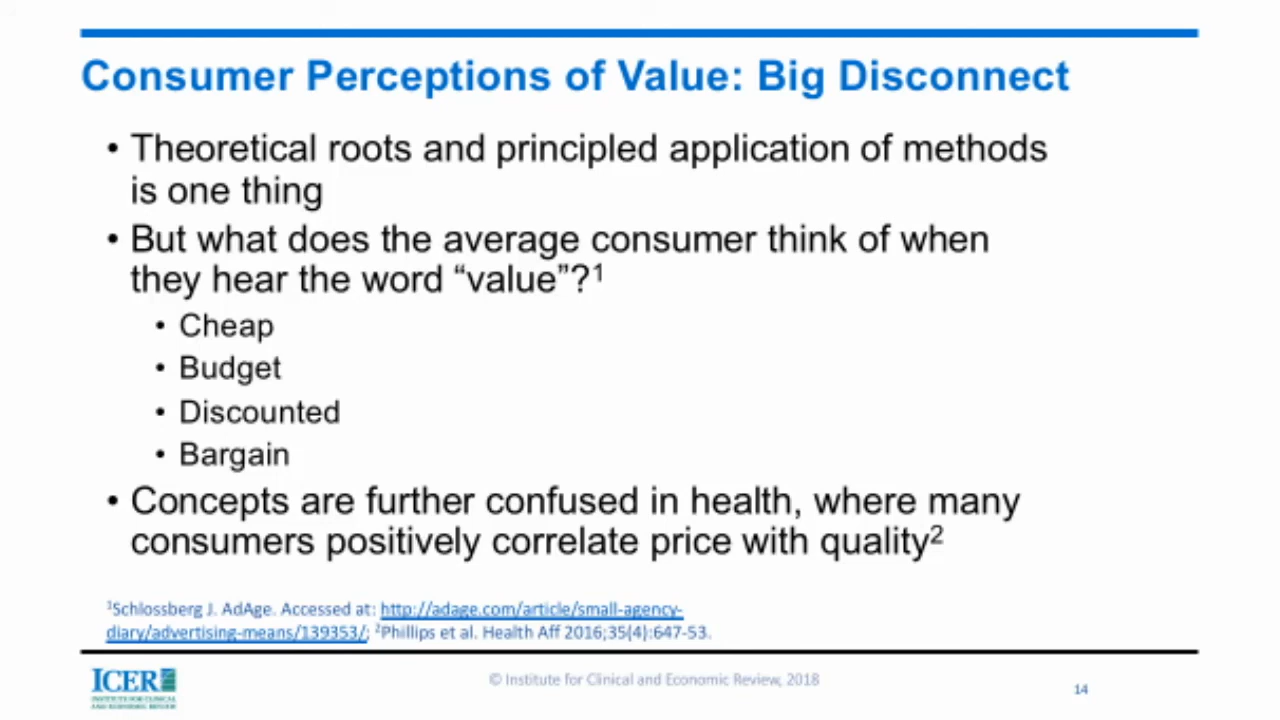 Consumer Perceptions of Value: Big Disconnect
• Theoretical roots and principled application of methods
is one thing
• But what does the average consumer think of when
they hear the word “value”?¹
• Cheap
• Budget
• Discounted
• Bargain
• Concepts are further confused in health, where many
consumers positively correlate price with quality²
¹Schlossberg J. AdAge. Accessed at: http://adage.com/article/small-agency-
diary/advertising-means/139353/; ²Phillips et al. Health Aff 2016;35(4):647-53.
ICER
INSTITUTE FOR CLINICAL
AND ECONOMIC REVIEW
© Institute for Clinical and Economic Review, 2018
14